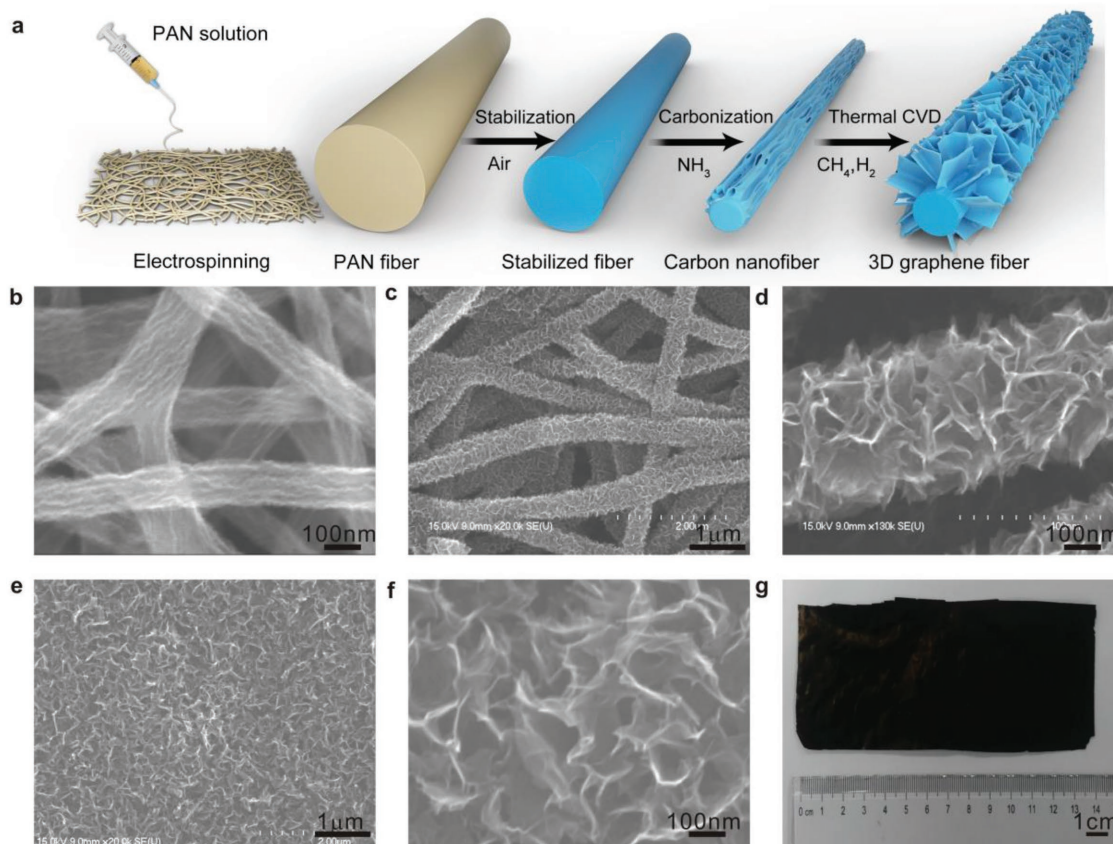 a
PAN solution
Stabilization
Air
Carbonization
NH₃
Thermal CVD
CH₄,H₂
Electrospinning
PAN fiber
Stabilized fiber
Carbon nanofiber
3D graphene fiber
b
100nm
c
15.0kV 9.0mm x20.0k SE(U)
2.00μm
1μm
d
15.0kV 9.0mm x130k SE(U)
100nm
e
15.0kV 9.0mm x20.0k SE(U)
2.00μm
1μm
f
100nm
g
0 cm 1 2 3 4 5 6 7 8 9 10 11 12 13 14
1cm